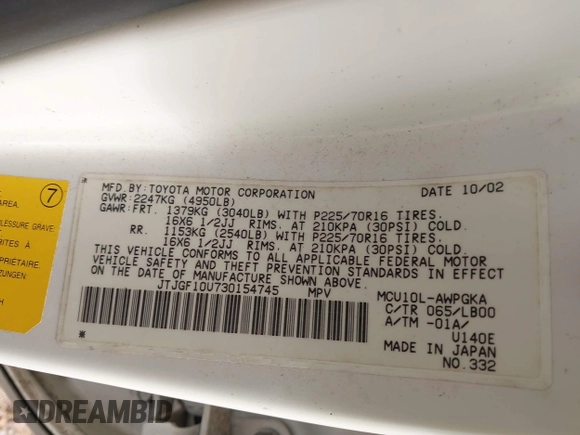 7
AREA.
MFD.BY:TOYOTA MOTOR CORPORATION DATE 10/02
GVWR:2247KG (4950LB)
GAWR:FRT. 1379KG (3040LB) WITH P225/70R16 TIRES.
16X6 1/2JJ RIMS. AT 210KPA (30PSI) COLD.
RR. 1153KG (2540LB) WITH P225/70R16 TIRES.
16X6 1/2JJ RIMS. AT 210KPA (30PSI) COLD.
THIS VEHICLE CONFORMS TO ALL APPLICABLE FEDERAL MOTOR
VEHICLE SAFETY AND THEFT PREVENTION STANDARDS IN EFFECT
ON THE DATE OF MANUFACTURE SHOWN ABOVE.
JTJGF10U730154745 MPV MCU10L-AWPGKA
C/TR 065/LB00
A/TM -01A/
U140E
MADE IN JAPAN
NO.332
GRAVE
BITES À
DREAMBID